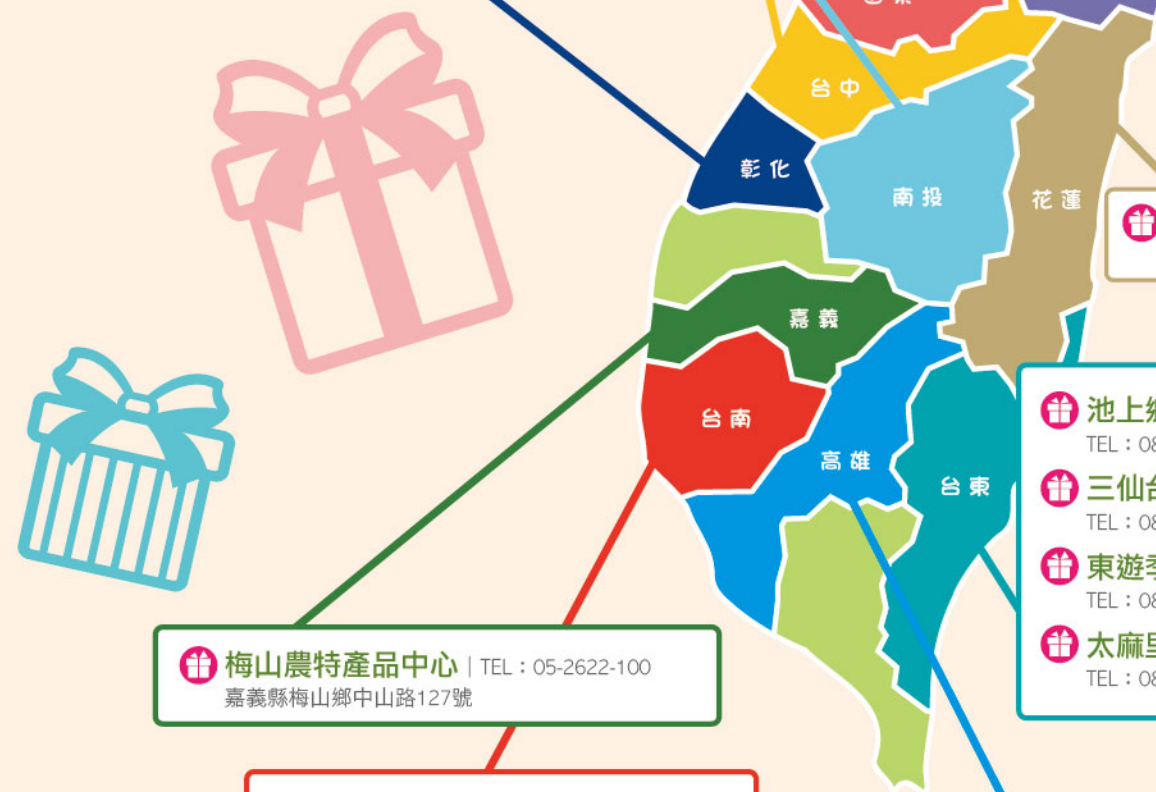 台中
彰化
南投
花蓮
嘉義
台南
高雄
台東
池上
TEL：08
三仙台
TEL：08
東遊季
TEL：08
太麻里
TEL：08
梅山農特產品中心｜TEL：05-2622-100
嘉義縣梅山鄉中山路127號